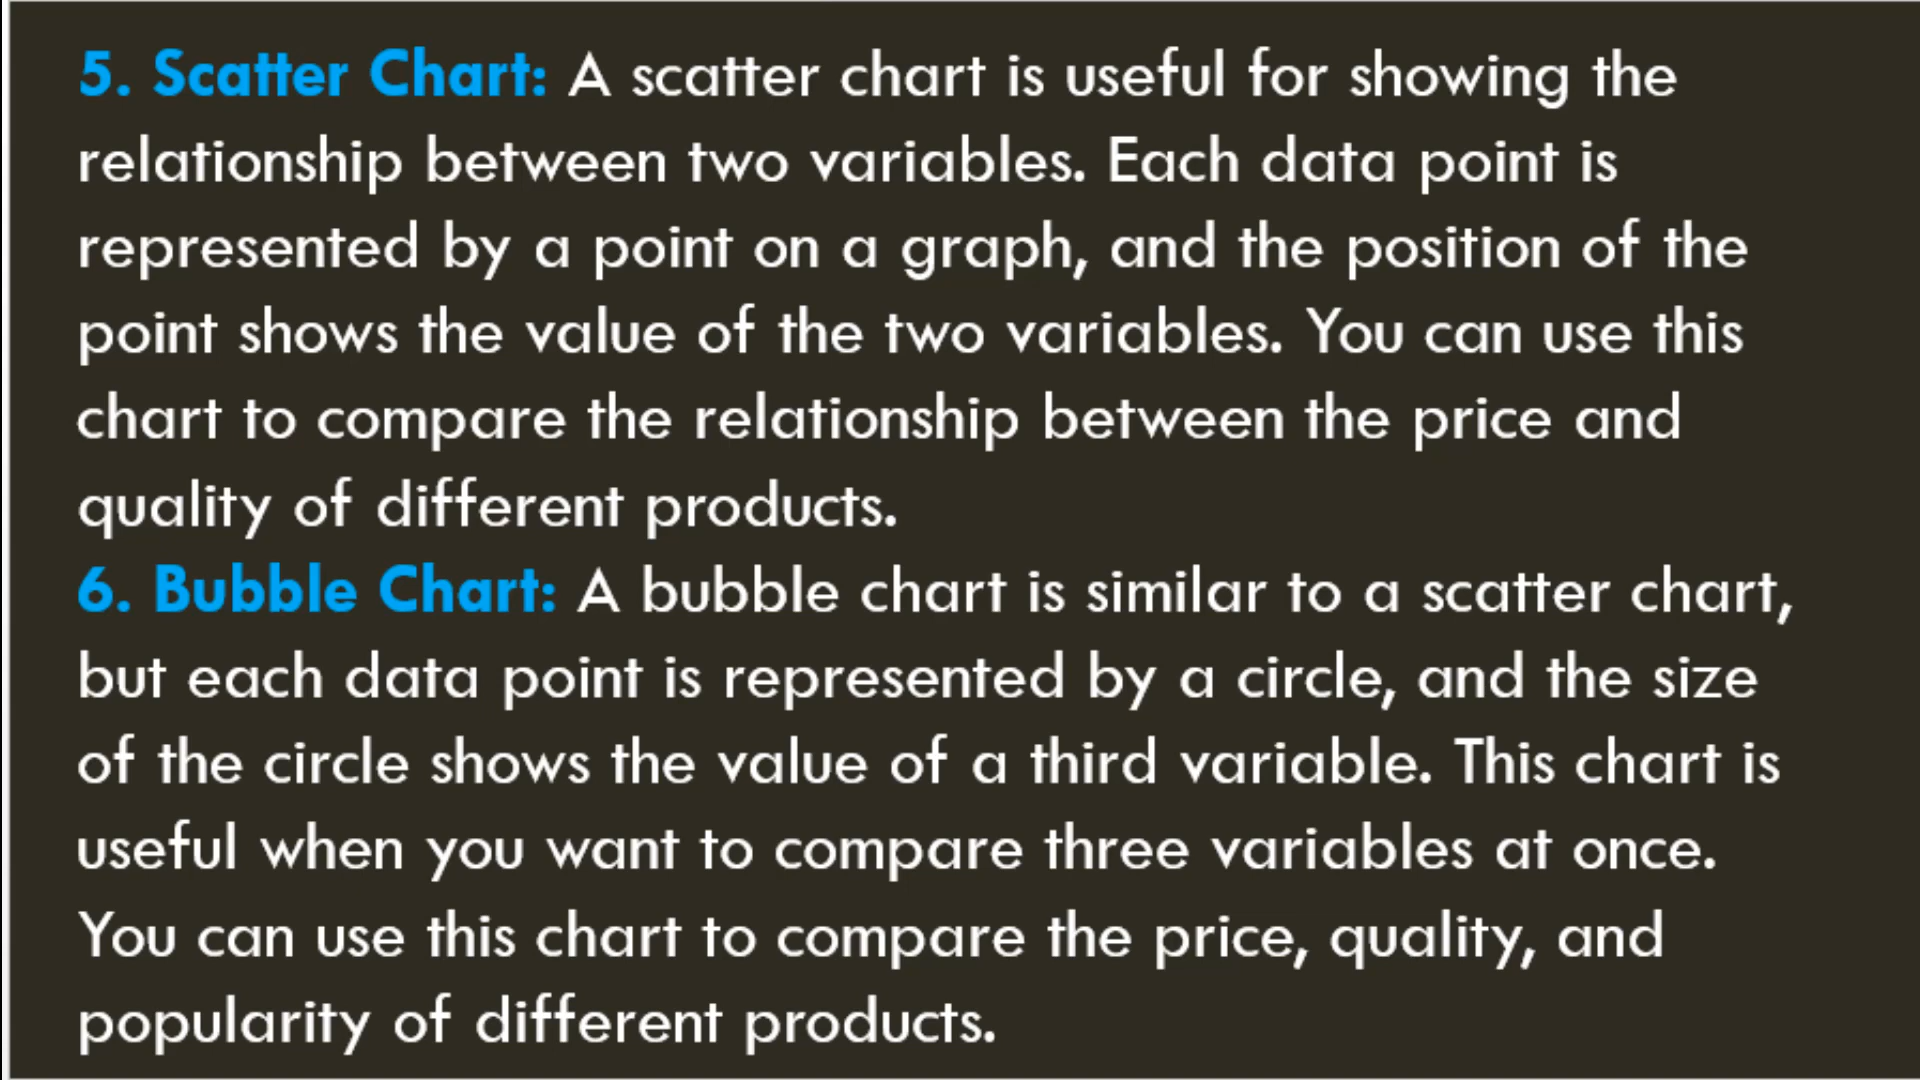 5. Scatter Chart: A scatter chart is useful for showing the
relationship between two variables. Each data point is
represented by a point on a graph, and the position of the
point shows the value of the two variables. You can use this
chart to compare the relationship between the price and
quality of different products.
6. Bubble Chart: A bubble chart is similar to a scatter chart,
but each data point is represented by a circle, and the size
of the circle shows the value of a third variable. This chart is
useful when you want to compare three variables at once.
You can use this chart to compare the price, quality, and
popularity of different products.